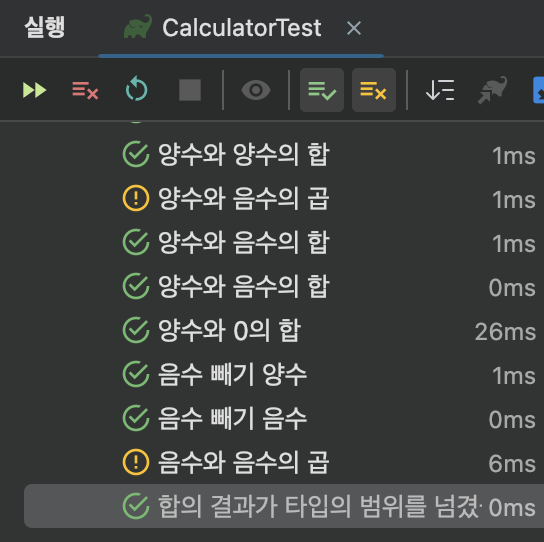 실행
CalculatorTest
양수와 양수의 합 1ms
양수와 음수의 곱 1ms
양수와 음수의 합 1ms
양수와 음수의 합 0ms
양수와 0의 합 26ms
음수 빼기 양수 1ms
음수 빼기 음수 0ms
음수와 음수의 곱 6ms
합의 결과가 타입의 범위를 넘겼 0ms